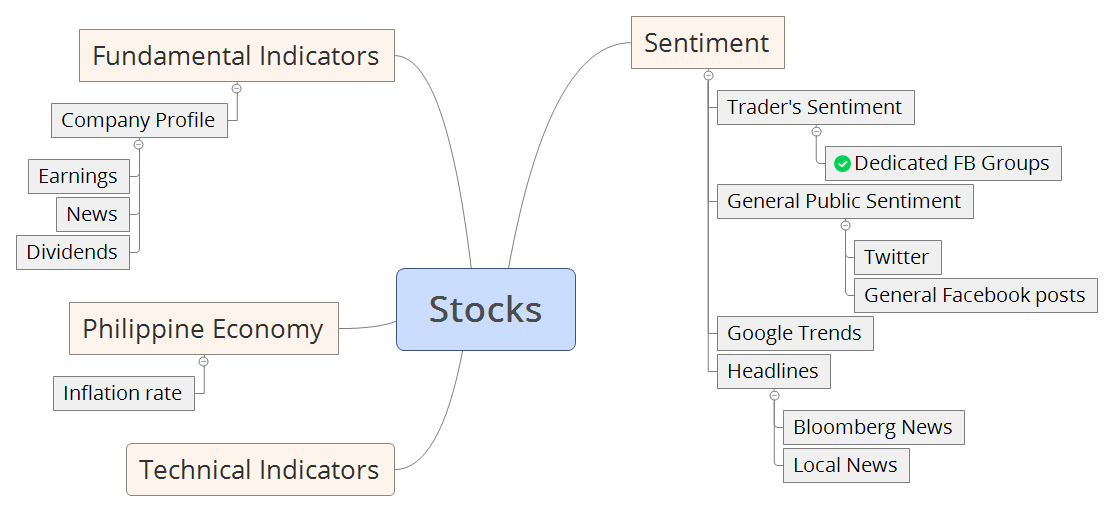 Fundamental Indicators
Company Profile
Earnings
News
Dividends
Philippine Economy
Inflation rate
Technical Indicators
Stocks
Sentiment
Trader's Sentiment
Dedicated FB Groups
General Public Sentiment
Twitter
General Facebook posts
Google Trends
Headlines
Bloomberg News
Local News